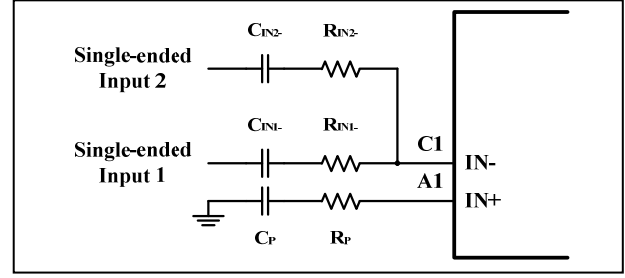 CIN2- RIN2-
Single-ended
Input 2
CIN1- RIN1-
Single-ended
Input 1
C1
IN-
A1
IN+
CP RP